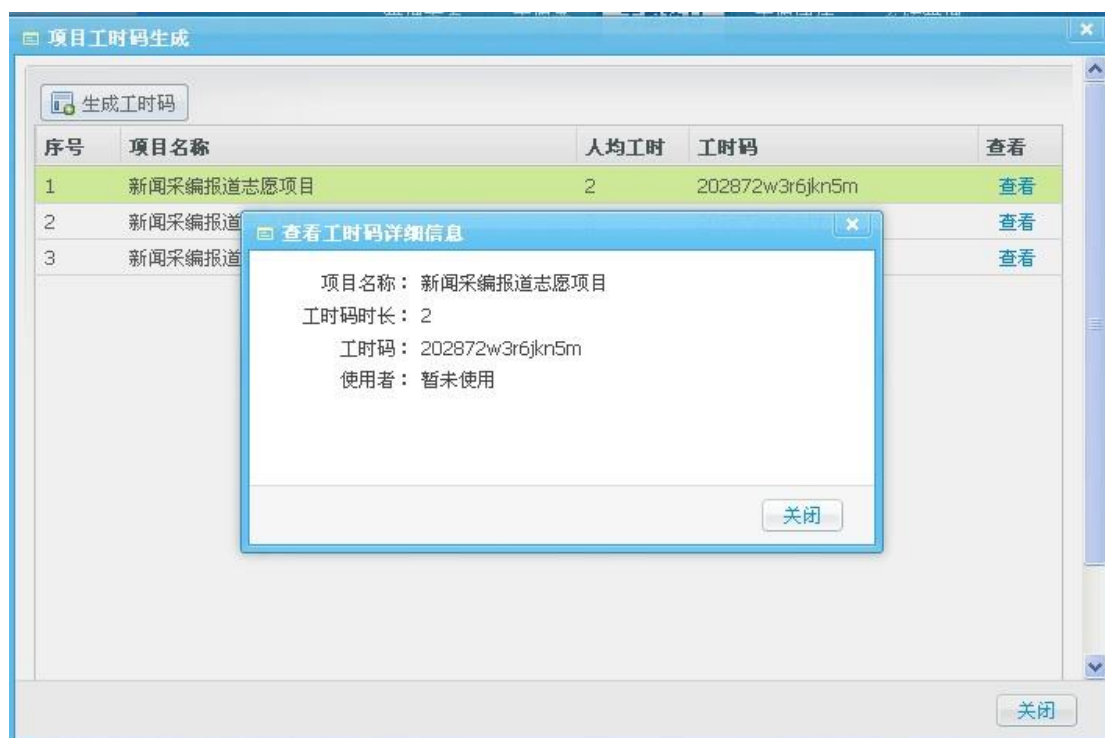 项目工时码生成
生成工时码
序号 项目名称 人均工时 工时码 查看
1 新闻采编报道志愿项目 2 202872w3r6jkn5m 查看
2 新闻采编报道 查看
3 新闻采编报道 查看
查看工时码详细信息
项目名称： 新闻采编报道志愿项目
工时码时长： 2
工时码： 202872w3r6jkn5m
使用者： 暂未使用
关闭
关闭